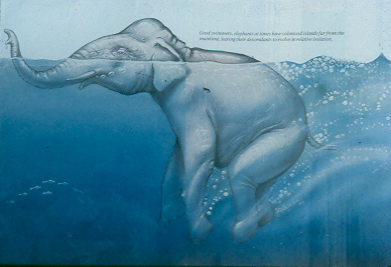 Good swimmers, elephants at times have colonized islands far from the
mainland, leaving their descendants to evolve in relative isolation.